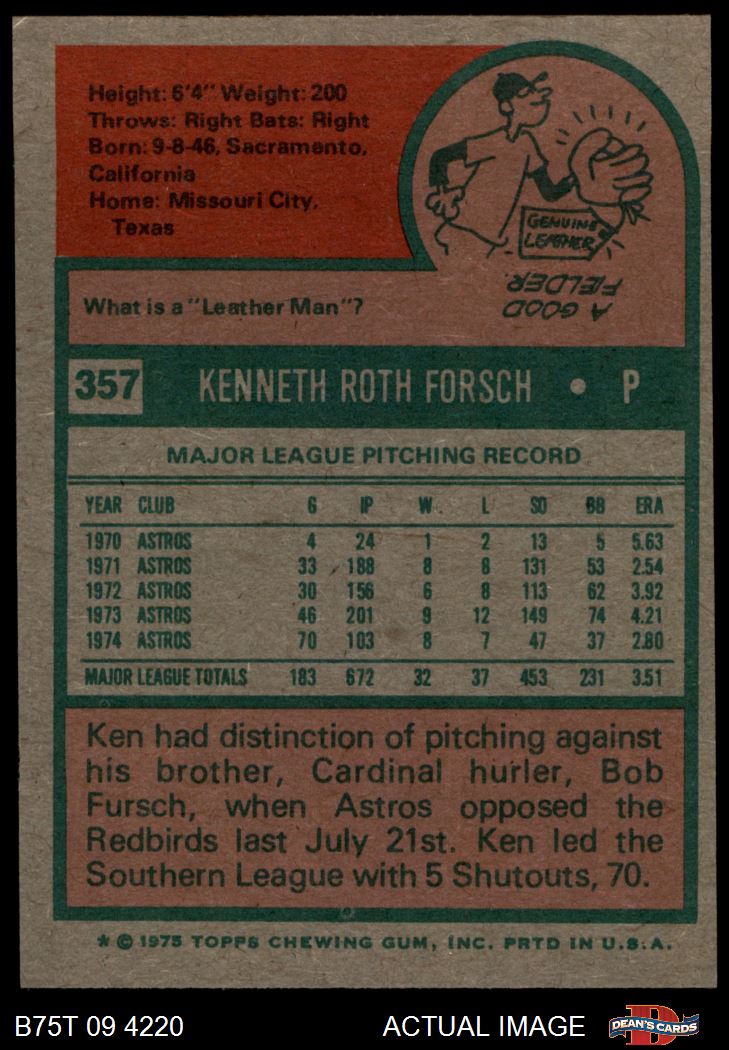 Height: 6'4" Weight: 200
Throws: Right Bats: Right
Born: 9-8-46, Sacramento,
California
Home: Missouri City,
Texas
GENUINE
LEATHER
A GOOD
FIELDER.
What is a "Leather Man"?
357 KENNETH ROTH FORSCH • P
MAJOR LEAGUE PITCHING RECORD
YEAR CLUB G IP W L SO BB ERA
1970 ASTROS 4 24 1 2 13 5 5.63
1971 ASTROS 33 188 8 8 131 53 2.54
1972 ASTROS 30 156 6 8 113 62 3.92
1973 ASTROS 46 201 9 12 149 74 4.21
1974 ASTROS 70 103 8 7 47 37 2.80
MAJOR LEAGUE TOTALS 183 672 32 37 453 231 3.51
Ken had distinction of pitching against
his brother, Cardinal hurler, Bob
Fursch, when Astros opposed the
Redbirds last July 21st. Ken led the
Southern League with 5 Shutouts, 70.
* © 1975 TOPPS CHEWING GUM, INC. PRTD IN U.S.A.
B75T 09 4220 ACTUAL IMAGE DEAN'S CARDS